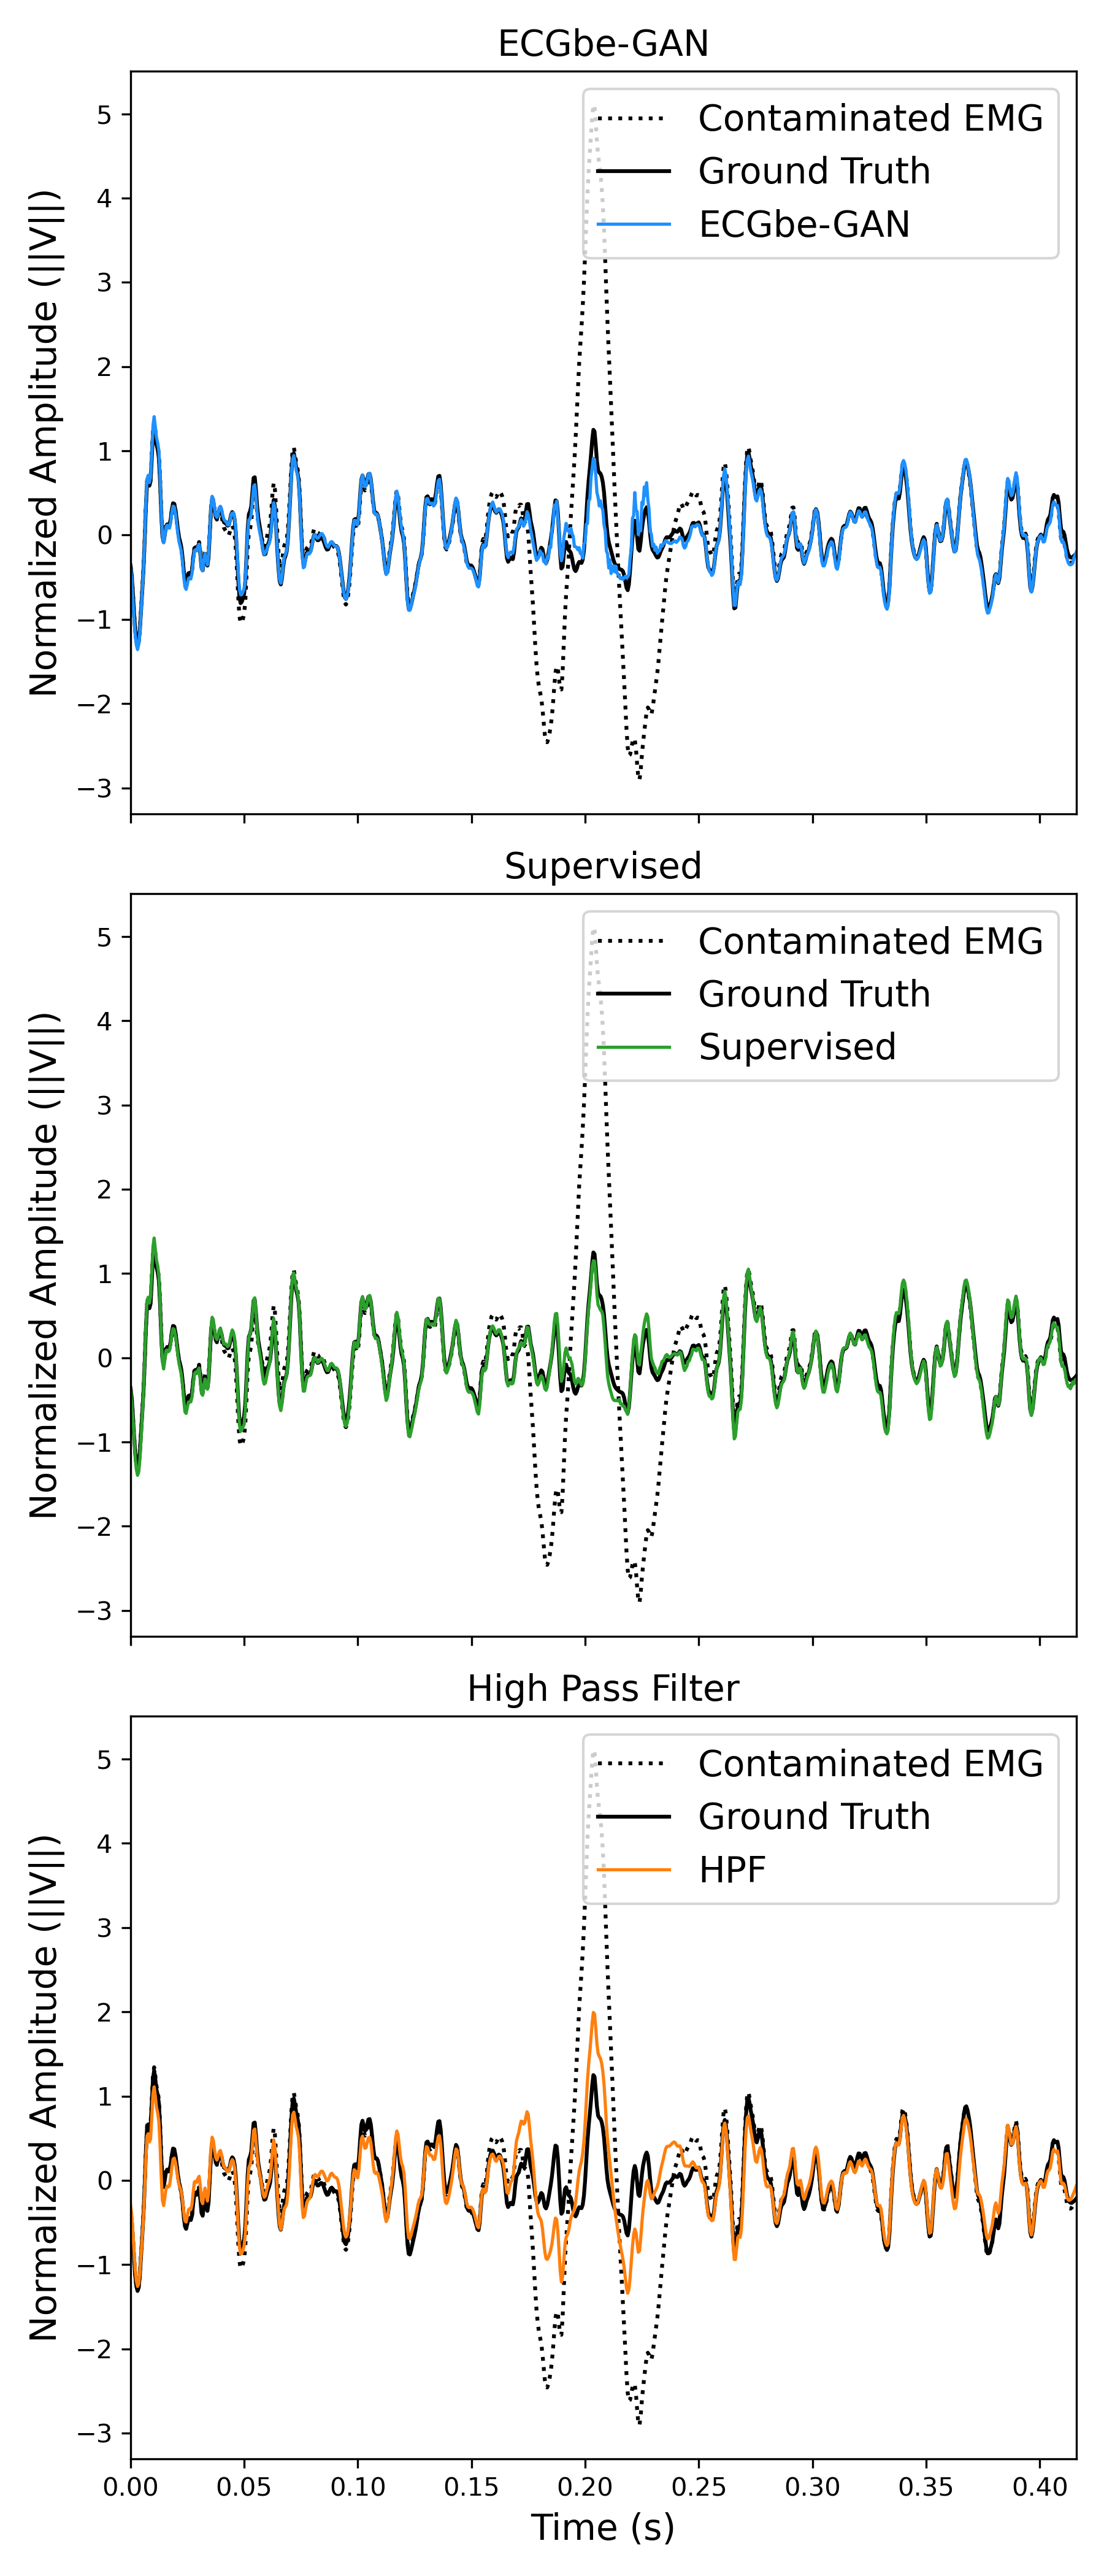 ECGbe-GAN
Normalized Amplitude (||V||)
5
4
3
2
1
0
−1
−2
−3
Contaminated EMG
Ground Truth
ECGbe-GAN
Supervised
Normalized Amplitude (||V||)
5
4
3
2
1
0
−1
−2
−3
Contaminated EMG
Ground Truth
Supervised
High Pass Filter
Normalized Amplitude (||V||)
5
4
3
2
1
0
−1
−2
−3
Contaminated EMG
Ground Truth
HPF
0.00 0.05 0.10 0.15 0.20 0.25 0.30 0.35 0.40
Time (s)